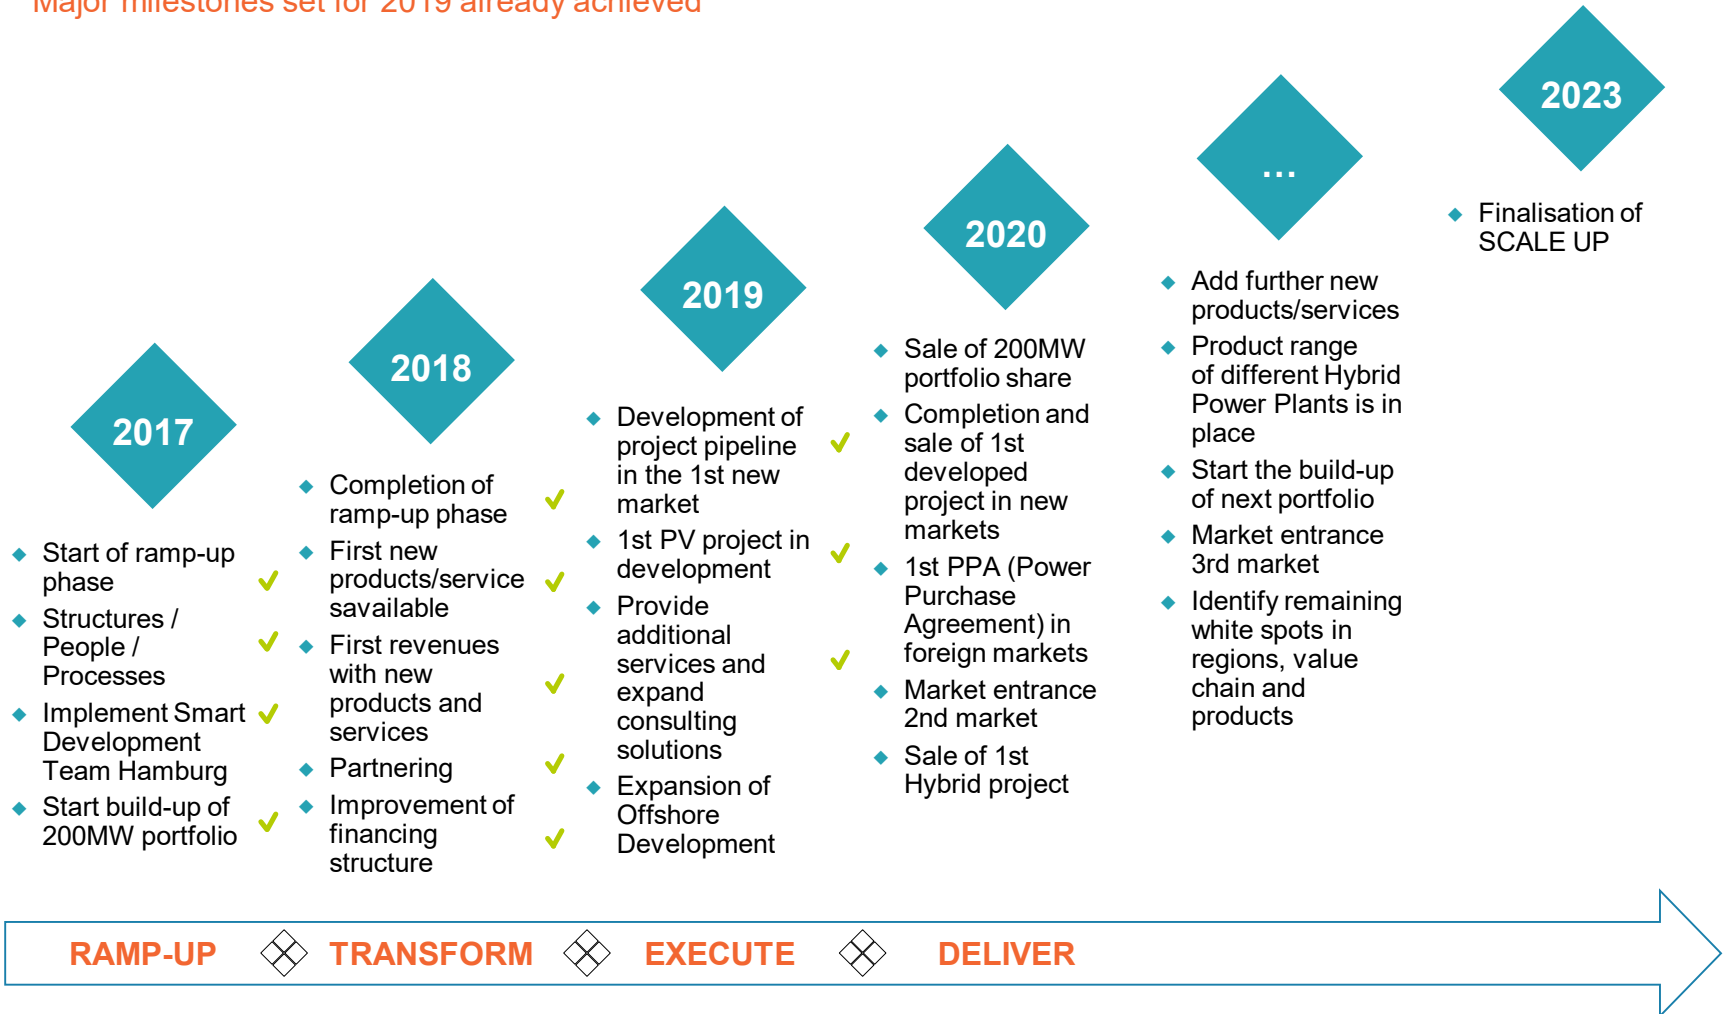 Major milestones set for 2019 already achieved
2017
Start of ramp-up
phase
Structures /
People /
Processes
Implement Smart
Development
Team Hamburg
Start build-up of
200MW portfolio
2018
Completion of
ramp-up phase
First new
products/service
savailable
First revenues
with new
products and
services
Partnering
Improvement of
financing
structure
2019
Development of
project pipeline
in the 1st new
market
1st PV project in
development
Provide
additional
services and
expand
consulting
solutions
Expansion of
Offshore
Development
2020
Sale of 200MW
portfolio share
Completion and
sale of 1st
developed
project in new
markets
1st PPA (Power
Purchase
Agreement) in
foreign markets
Market entrance
2nd market
Sale of 1st
Hybrid project
...
Add further new
products/services
Product range
of different Hybrid
Power Plants is in
place
Start the build-up
of next portfolio
Market entrance
3rd market
Identify remaining
white spots in
regions, value
chain and
products
2023
Finalisation of
SCALE UP
RAMP-UP TRANSFORM EXECUTE DELIVER